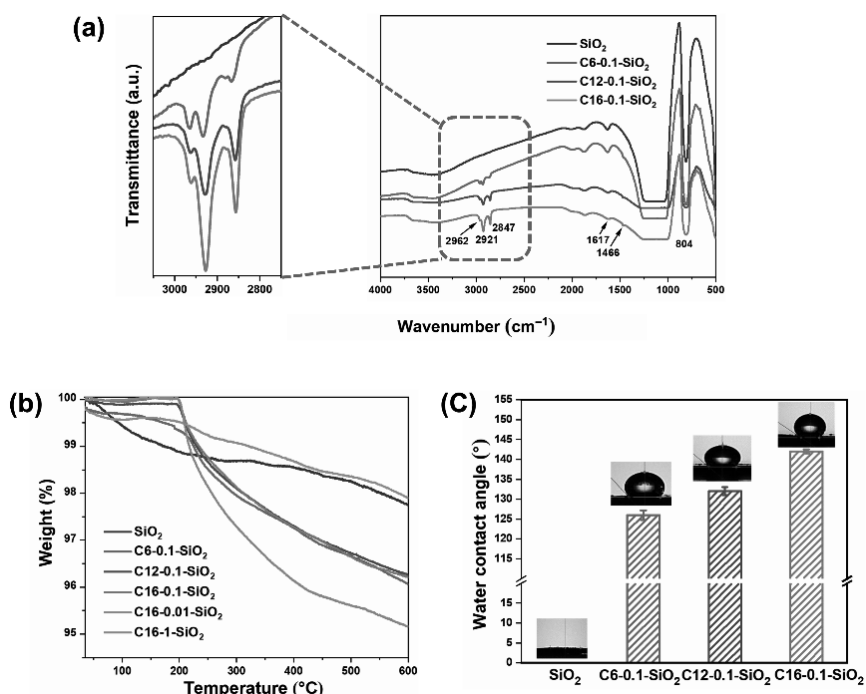 (a)
Transmittance (a.u.)
3000 2900 2800
SiO₂
C6-0.1-SiO₂
C12-0.1-SiO₂
C16-0.1-SiO₂
2962
2921
2847
1617
1466
804
4000 3500 3000 2500 2000 1500 1000 500
Wavenumber (cm⁻¹)
(b)
Weight (%)
100
99
98
97
96
95
SiO₂
C6-0.1-SiO₂
C12-0.1-SiO₂
C16-0.1-SiO₂
C16-0.01-SiO₂
C16-1-SiO₂
100 200 300 400 500 600
Temperature (°C)
(C)
Water contact angle (°)
155
150
145
140
135
130
125
120
115
15
10
5
0
SiO₂ C6-0.1-SiO₂ C12-0.1-SiO₂ C16-0.1-SiO₂